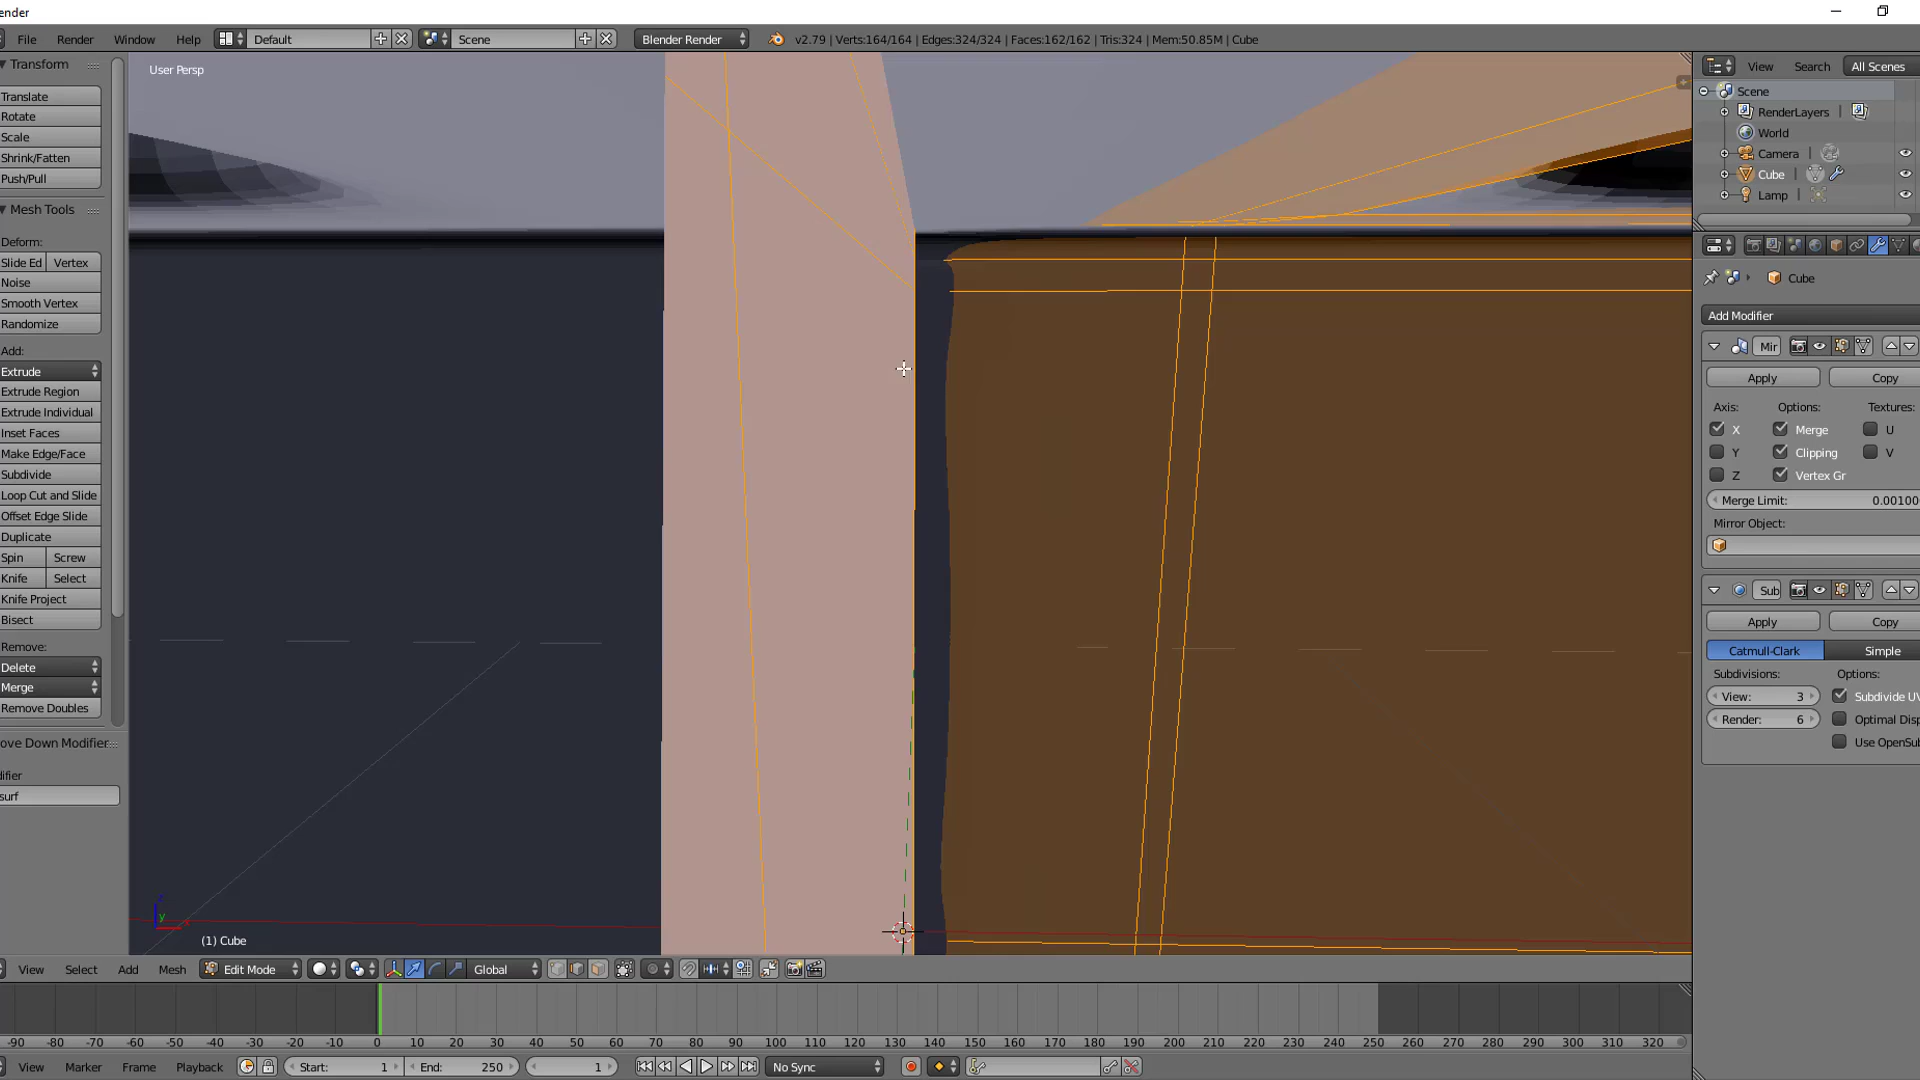 ender
File Render Window Help Default Scene Blender Render v2.79 | Verts:164/164 | Edges:324/324 | Faces:162/162 | Tris:324 | Mem:50.85M | Cube
Transform
Translate
Rotate
Scale
Shrink/Fatten
Push/Pull
Mesh Tools
Deform:
Slide Ed Vertex
Noise
Smooth Vertex
Randomize
Add:
Extrude
Extrude Region
Extrude Individual
Inset Faces
Make Edge/Face
Subdivide
Loop Cut and Slide
Offset Edge Slide
Duplicate
Spin Screw
Knife Select
Knife Project
Bisect
Remove:
Delete
Merge
Remove Doubles
ove Down Modifier
difier
surf
User Persp
z
y
x
(1) Cube
View Search All Scenes
Scene
RenderLayers
World
Camera
Cube
Lamp
Cube
Add Modifier
Mir
Apply Copy
Axis: Options: Textures:
X Merge U
Y Clipping V
Z Vertex Gr
Merge Limit: 0.00100
Mirror Object:
Sub
Apply Copy
Catmull-Clark Simple
Subdivisions: Options:
View: 3 Subdivide UV
Render: 6 Optimal Disp
Use OpenSub
View Select Add Mesh Edit Mode Global
-90 -80 -70 -60 -50 -40 -30 -20 -10 0 10 20 30 40 50 60 70 80 90 100 110 120 130 140 150 160 170 180 190 200 210 220 230 240 250 260 270 280 290 300 310 320
View Marker Frame Playback Start: 1 End: 250 1 No Sync